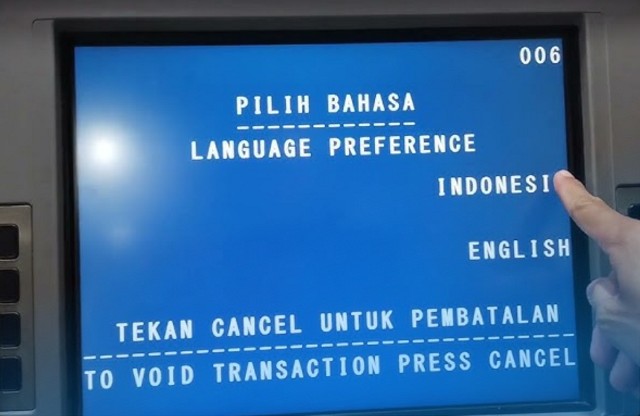 006
PILIH BAHASA
LANGUAGE PREFERENCE
INDONESI
ENGLISH
TEKAN CANCEL UNTUK PEMBATALAN
TO VOID TRANSACTION PRESS CANCEL